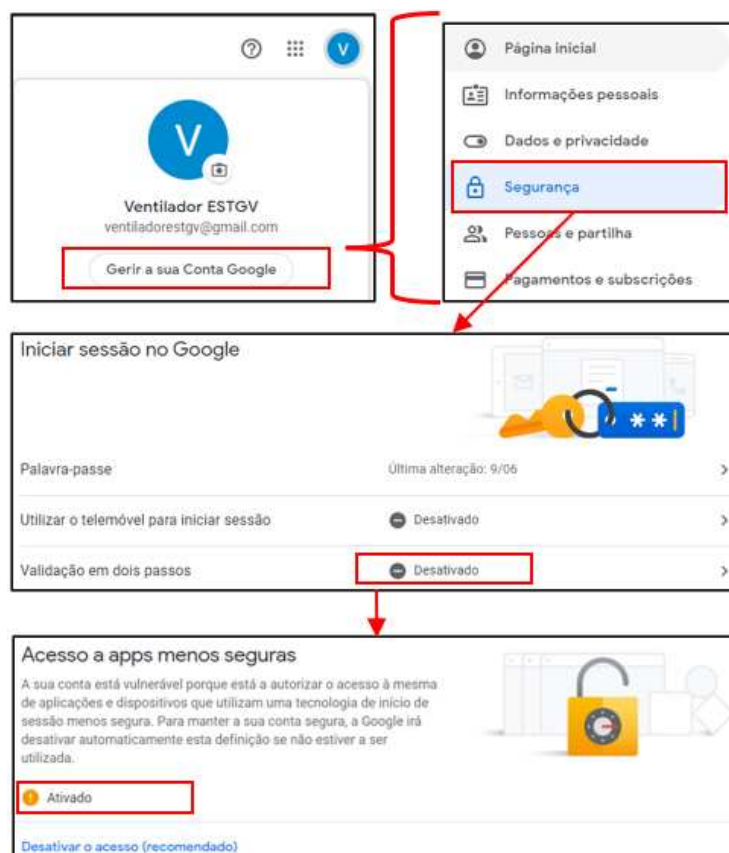 V
V
Ventilador ESTGV
ventiladorestgv@gmail.com
Gerir a sua Conta Google
Página inicial
Informações pessoais
Dados e privacidade
Segurança
Pessoas e partilha
Pagamentos e subscrições
Iniciar sessão no Google
**|
Palavra-passe Última alteração: 9/06
Utilizar o telemóvel para iniciar sessão Desativado
Validação em dois passos Desativado
Acesso a apps menos seguras
A sua conta está vulnerável porque está a autorizar o acesso à mesma
de aplicações e dispositivos que utilizam uma tecnologia de início de
sessão menos segura. Para manter a sua conta segura, a Google irá
desativar automaticamente esta definição se não estiver a ser
utilizada.
Ativado
Desativar o acesso (recomendado)